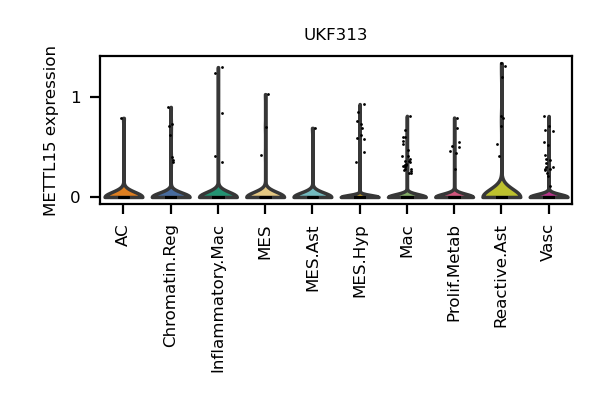 UKF313
METTL15 expression
1
0
AC
Chromatin.Reg
Inflammatory.Mac
MES
MES.Ast
MES.Hyp
Mac
Prolif.Metab
Reactive.Ast
Vasc